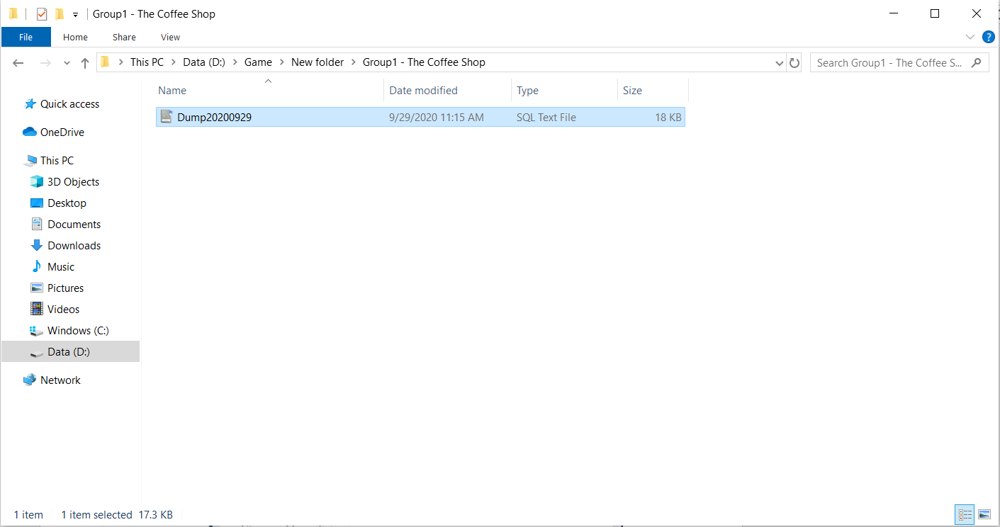 Group1 - The Coffee Shop
File Home Share View
?
This PC Data (D:) Game New folder Group1 - The Coffee Shop
Search Group1 - The Coffee S...
Name Date modified Type Size
Dump20200929 9/29/2020 11:15 AM SQL Text File 18 KB
Quick access
OneDrive
This PC
3D Objects
Desktop
Documents
Downloads
Music
Pictures
Videos
Windows (C:)
Data (D:)
Network
1 item 1 item selected 17.3 KB